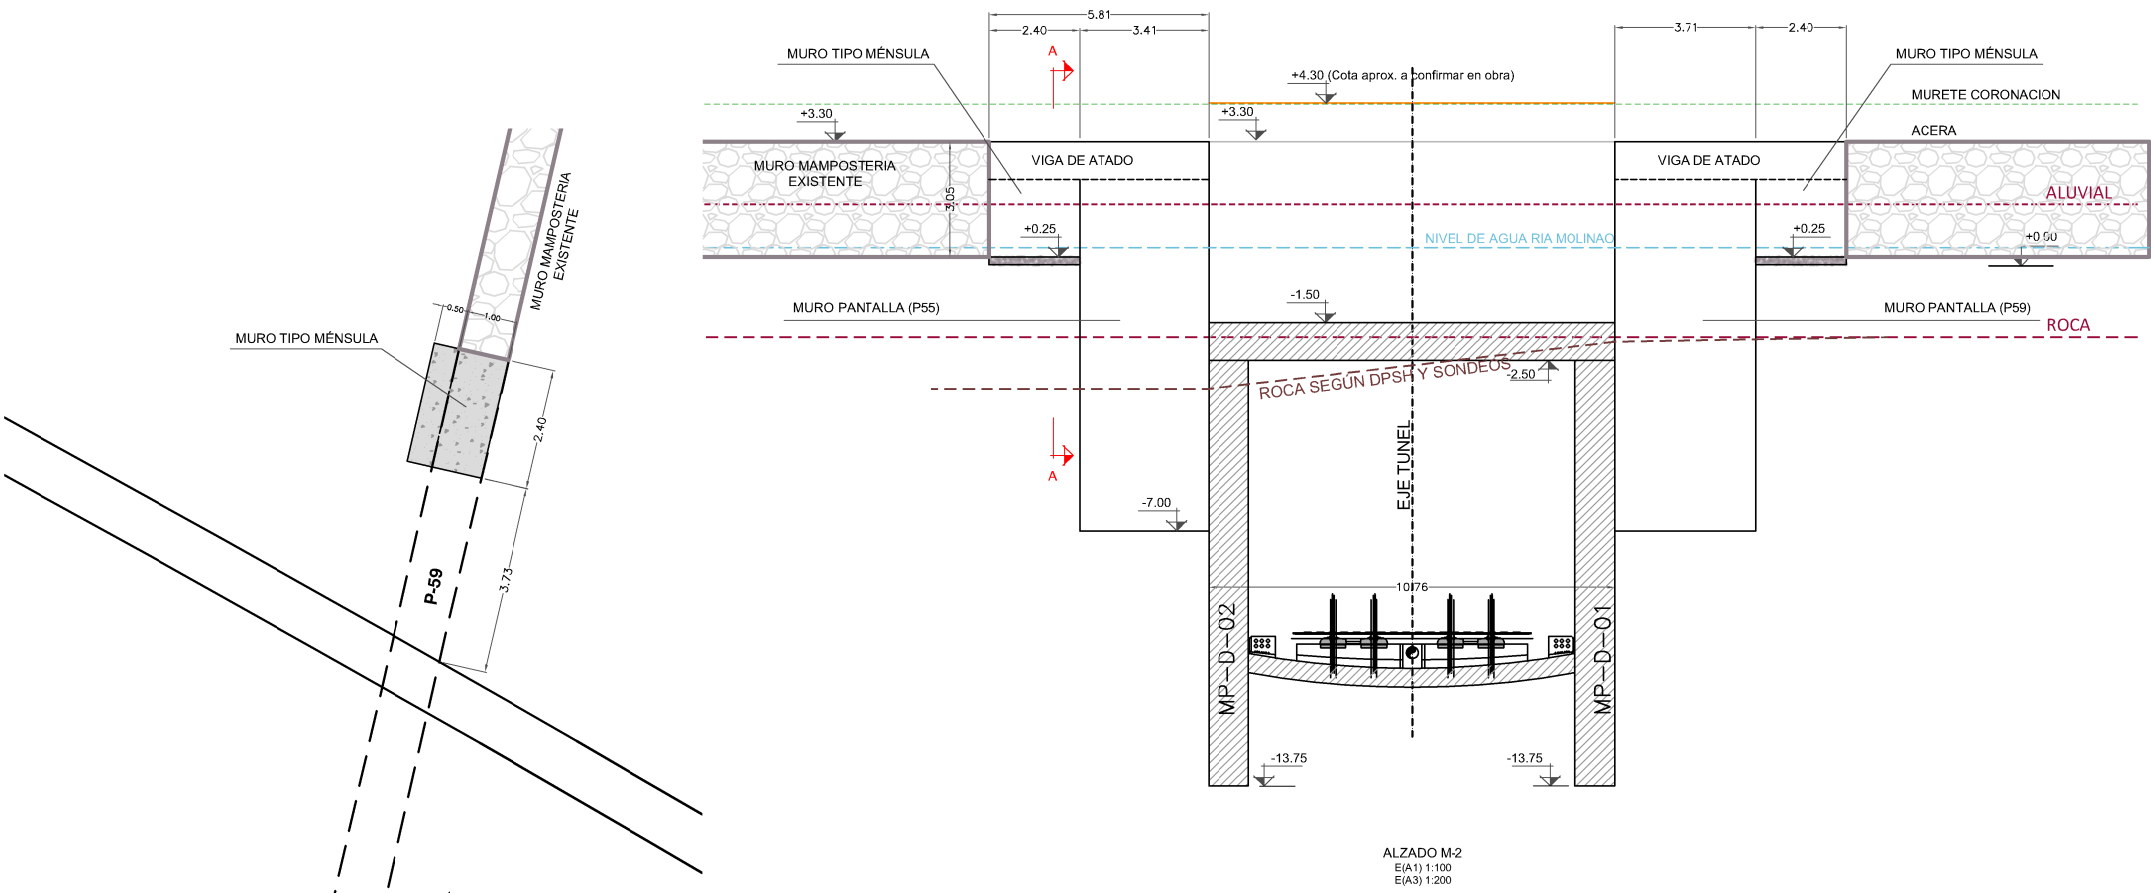 MURO MAMPOSTERIA
EXISTENTE
0.50
1.00
MURO TIPO MÉNSULA
2.40
3.73
P-59
5.81
2.40
3.41
3.71
2.40
A
MURO TIPO MÉNSULA
MURO TIPO MÉNSULA
+4.30 (Cota aprox. a confirmar en obra)
MURETE CORONACION
+3.30
+3.30
ACERA
MURO MAMPOSTERIA
EXISTENTE
VIGA DE ATADO
VIGA DE ATADO
3.05
ALUVIAL
+0.25
NIVEL DE AGUA RIA MOLINAO
+0.25
+0.00
-1.50
MURO PANTALLA (P55)
MURO PANTALLA (P59)
ROCA
ROCA SEGÚN DPSH Y SONDEOS
-2.50
EJE TUNEL
A
-7.00
10.76
MP-D-02
MP-D-01
-13.75
-13.75
ALZADO M-2
E(A1) 1:100
E(A3) 1:200